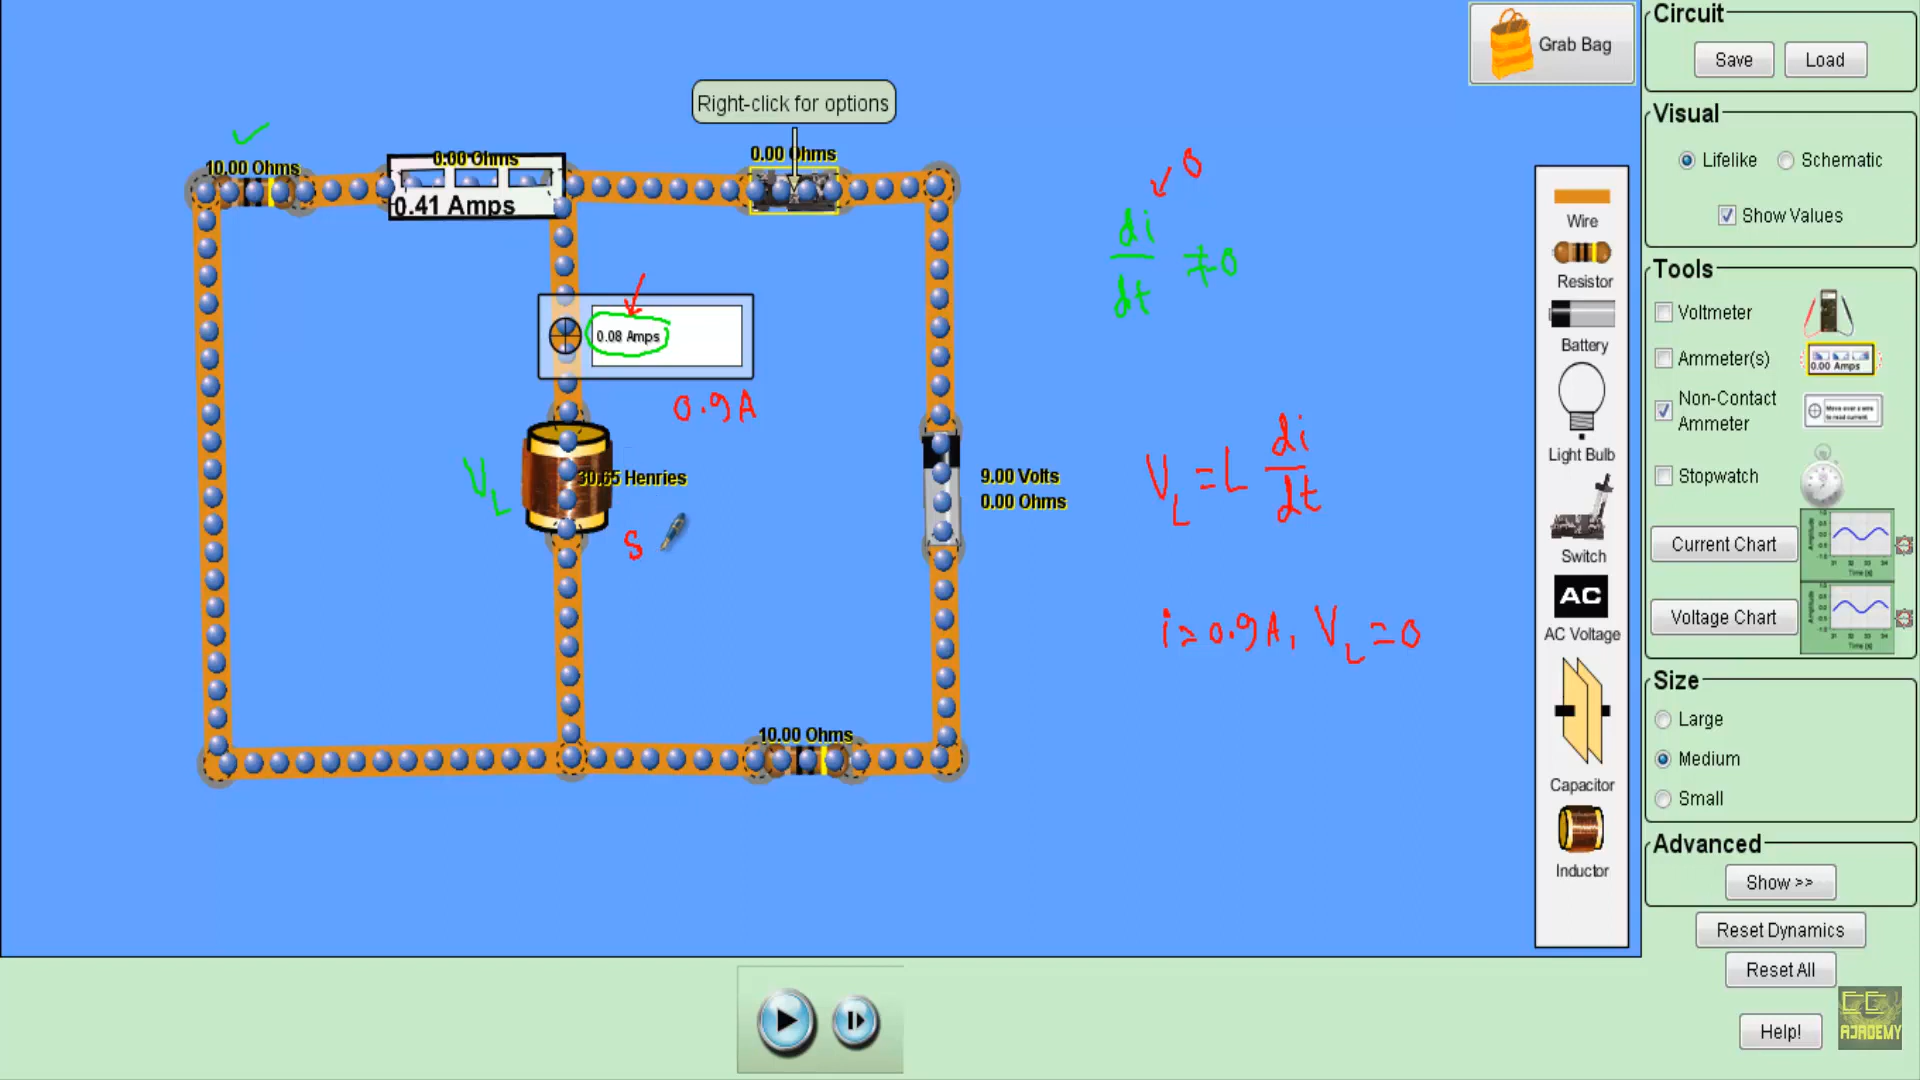 Grab Bag
Right-click for options
10.00 Ohms
0.00 Ohms
0.41 Amps
0.00 Ohms
0.08 Amps
0.9A
30.65 Henries
V_L
S
9.00 Volts
0.00 Ohms
10.00 Ohms
0
di/dt ≠0
V_L = L di/dt
i = 0.9A, V_L = 0
Wire
Resistor
Battery
Light Bulb
Switch
AC
AC Voltage
Capacitor
Inductor
Circuit
Save Load
Visual
Lifelike Schematic
Show Values
Tools
Voltmeter
Ammeter(s)
0.00 Amps
Non-Contact
Ammeter
Stopwatch
Current Chart
Voltage Chart
Size
Large
Medium
Small
Advanced
Show >>
Reset Dynamics
Reset All
Help!